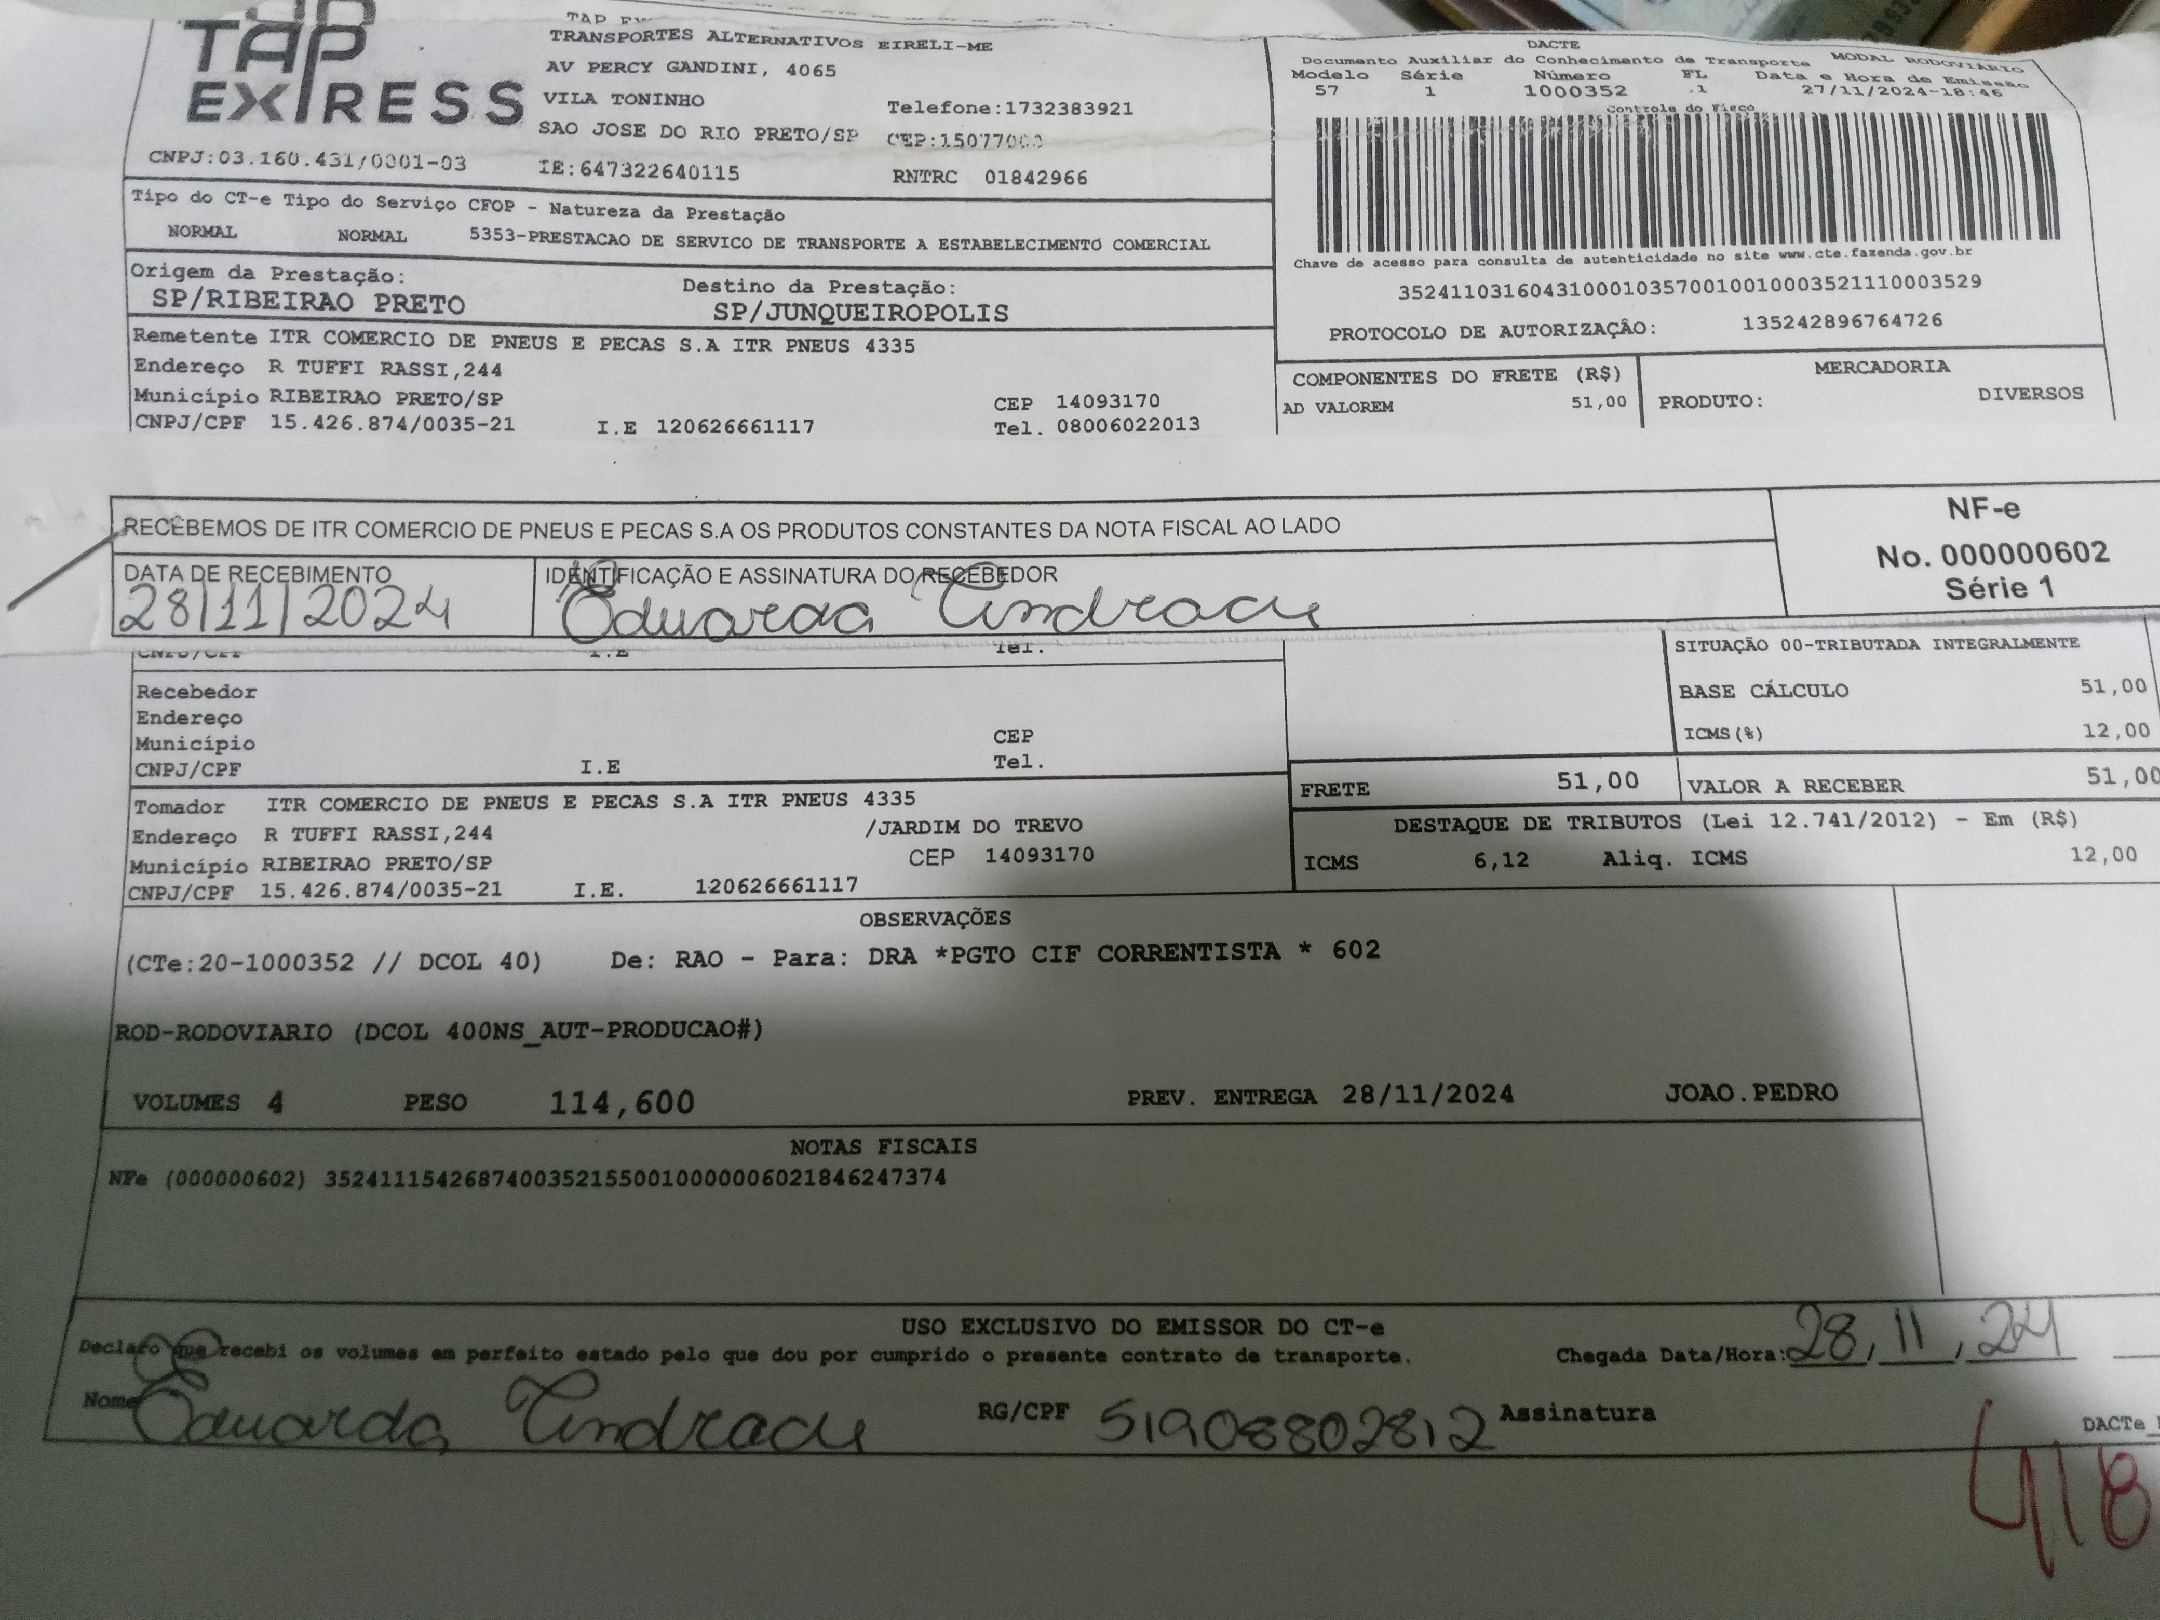 TAP
EXPRESS
TRANSPORTES ALTERNATIVOS EIRELI-ME
AV PERCY GANDINI, 4065
VILA TONINHO
Telefone:1732383921
SAO JOSE DO RIO PRETO/SP
CNPJ:03.160.431/0001-03
IE:647322640115
RNTRC 01842966
DACTE
Documento Auxiliar do Conhecimento de Transporte MODAL RODOVIARIO
Modelo Série Número FL Data e Hora de Emissao
57 1 1000352 .1 27/11/2024-18:46
Controle do Fisco
Chave de acesso para consulta de autenticidade no site www.cte.fazenda.gov.br
35241103160431000103570010010003521110003529
PROTOCOLO DE AUTORIZAÇÃO: 135242896764726
Tipo do CT-e Tipo do Serviço CFOP - Natureza da Prestação
NORMAL NORMAL 5353-PRESTACAO DE SERVICO DE TRANSPORTE A ESTABELECIMENTO COMERCIAL
Origem da Prestação: Destino da Prestação:
SP/RIBEIRAO PRETO SP/JUNQUEIROPOLIS
Remetente ITR COMERCIO DE PNEUS E PECAS S.A ITR PNEUS 4335
Endereço R TUFFI RASSI,244
Município RIBEIRAO PRETO/SP CEP 14093170
CNPJ/CPF 15.426.874/0035-21 I.E 120626661117 Tel. 08006022013
COMPONENTES DO FRETE (R$)
AD VALOREM 51,00
MERCADORIA
PRODUTO: DIVERSOS
RECEBEMOS DE ITR COMERCIO DE PNEUS E PECAS S.A OS PRODUTOS CONSTANTES DA NOTA FISCAL AO LADO
DATA DE RECEBIMENTO IDENTIFICAÇÃO E ASSINATURA DO RECEBEDOR
28/11/2024 Eduarda Andrade
NF-e
No. 000000602
Série 1
CNPJ/CPF I.E Tel.
Recebedor
Endereço
Município CEP
CNPJ/CPF I.E Tel.
SITUAÇÃO 00-TRIBUTADA INTEGRALMENTE
BASE CÁLCULO 51,00
ICMS(%) 12,00
FRETE 51,00 VALOR A RECEBER 51,00
Tomador ITR COMERCIO DE PNEUS E PECAS S.A ITR PNEUS 4335
Endereço R TUFFI RASSI,244 /JARDIM DO TREVO
Município RIBEIRAO PRETO/SP CEP 14093170
CNPJ/CPF 15.426.874/0035-21 I.E. 120626661117
DESTAQUE DE TRIBUTOS (Lei 12.741/2012) - Em (R$)
ICMS 6,12 Aliq. ICMS 12,00
OBSERVAÇÕES
(CTe:20-1000352 // DCOL 40) De: RAO - Para: DRA *PGTO CIF CORRENTISTA * 602
ROD-RODOVIARIO (DCOL 400NS_AUT-PRODUCAO#)
VOLUMES 4 PESO 114,600 PREV. ENTREGA 28/11/2024 JOAO.PEDRO
NOTAS FISCAIS
NFe (000000602) 35241115426874003521550010000006021846247374
USO EXCLUSIVO DO EMISSOR DO CT-e
Declaro que recebi os volumes em perfeito estado pelo que dou por cumprido o presente contrato de transporte. Chegada Data/Hora: 28, 11, 24
Nome Eduarda Andrade RG/CPF 51908802812 Assinatura
DACTe
418